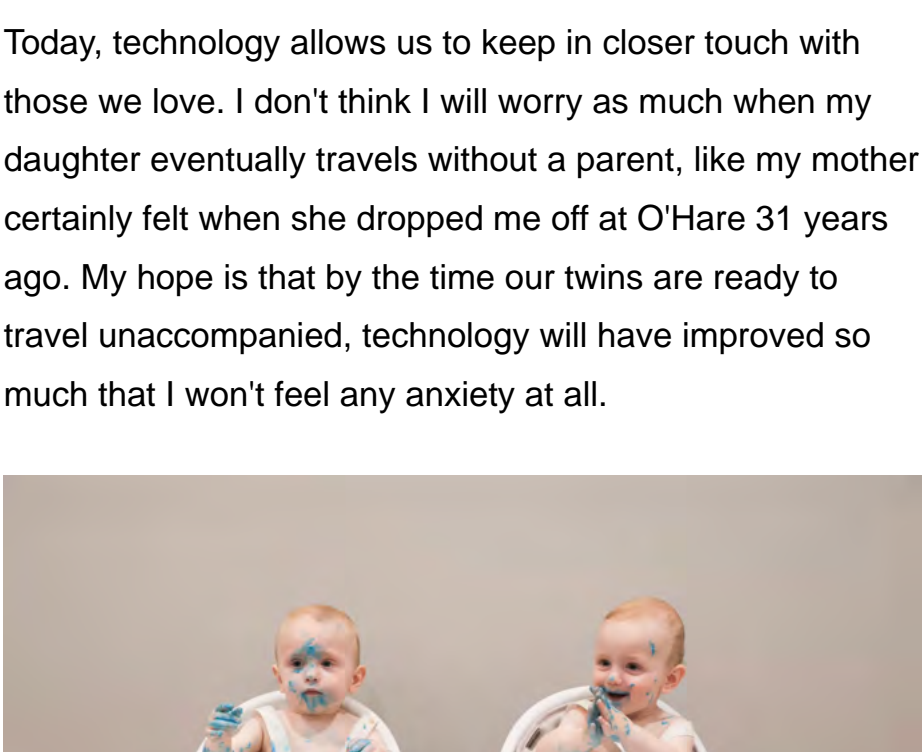 Today, technology allows us to keep in closer touch with
those we love. I don't think I will worry as much when my
daughter eventually travels without a parent, like my mother
certainly felt when she dropped me off at O'Hare 31 years
ago. My hope is that by the time our twins are ready to
travel unaccompanied, technology will have improved so
much that I won't feel any anxiety at all.